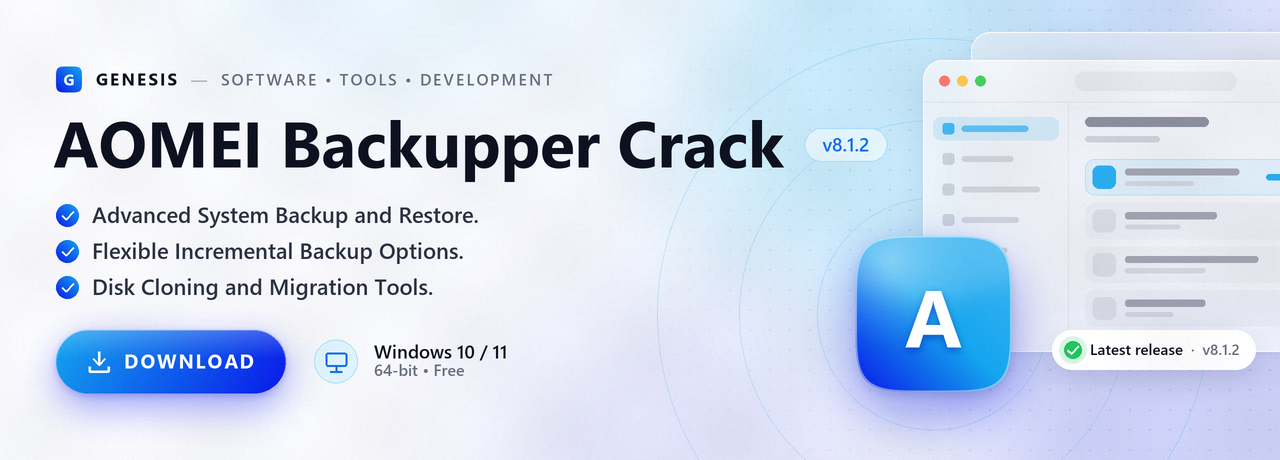 G GENESIS — SOFTWARE • TOOLS • DEVELOPMENT
AOMEI Backupper Crack v8.1.2
Advanced System Backup and Restore.
Flexible Incremental Backup Options.
Disk Cloning and Migration Tools.
DOWNLOAD
Windows 10 / 11
64-bit • Free
A
Latest release · v8.1.2